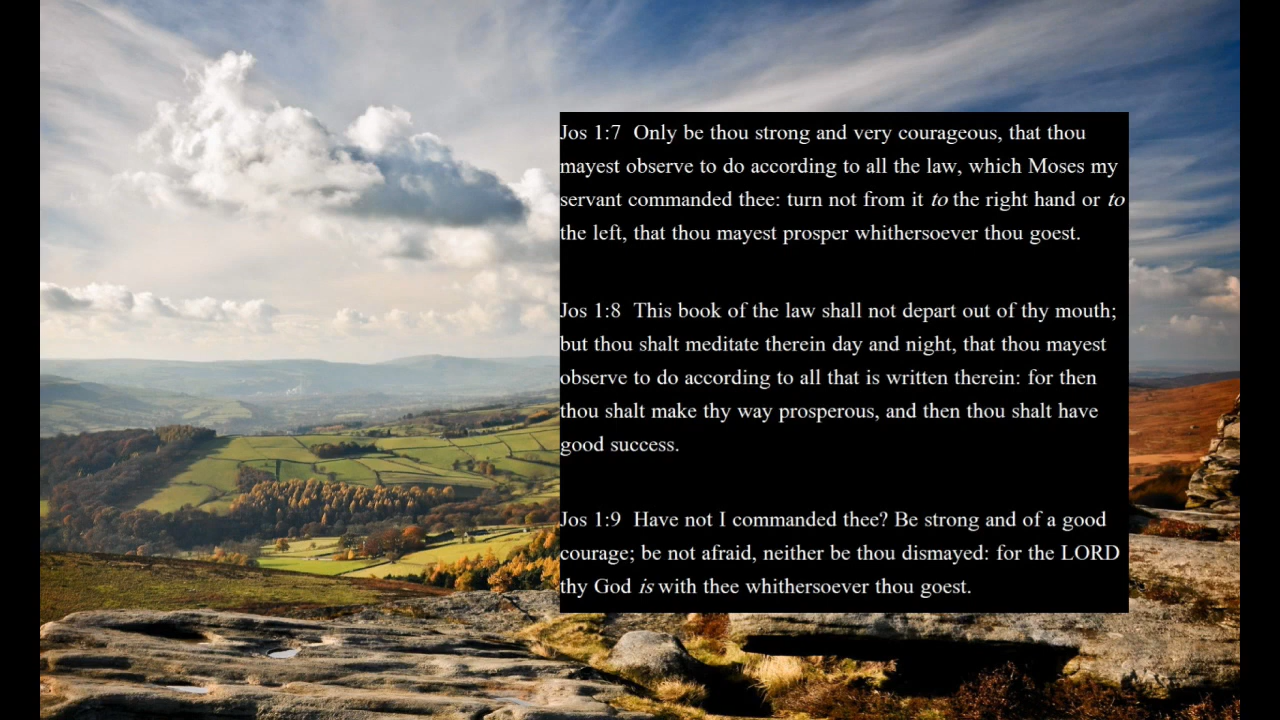 Jos 1:7 Only be thou strong and very courageous, that thou
mayest observe to do according to all the law, which Moses my
servant commanded thee: turn not from it to the right hand or to
the left, that thou mayest prosper whithersoever thou goest.
Jos 1:8 This book of the law shall not depart out of thy mouth;
but thou shalt meditate therein day and night, that thou mayest
observe to do according to all that is written therein: for then
thou shalt make thy way prosperous, and then thou shalt have
good success.
Jos 1:9 Have not I commanded thee? Be strong and of a good
courage; be not afraid, neither be thou dismayed: for the LORD
thy God is with thee whithersoever thou goest.